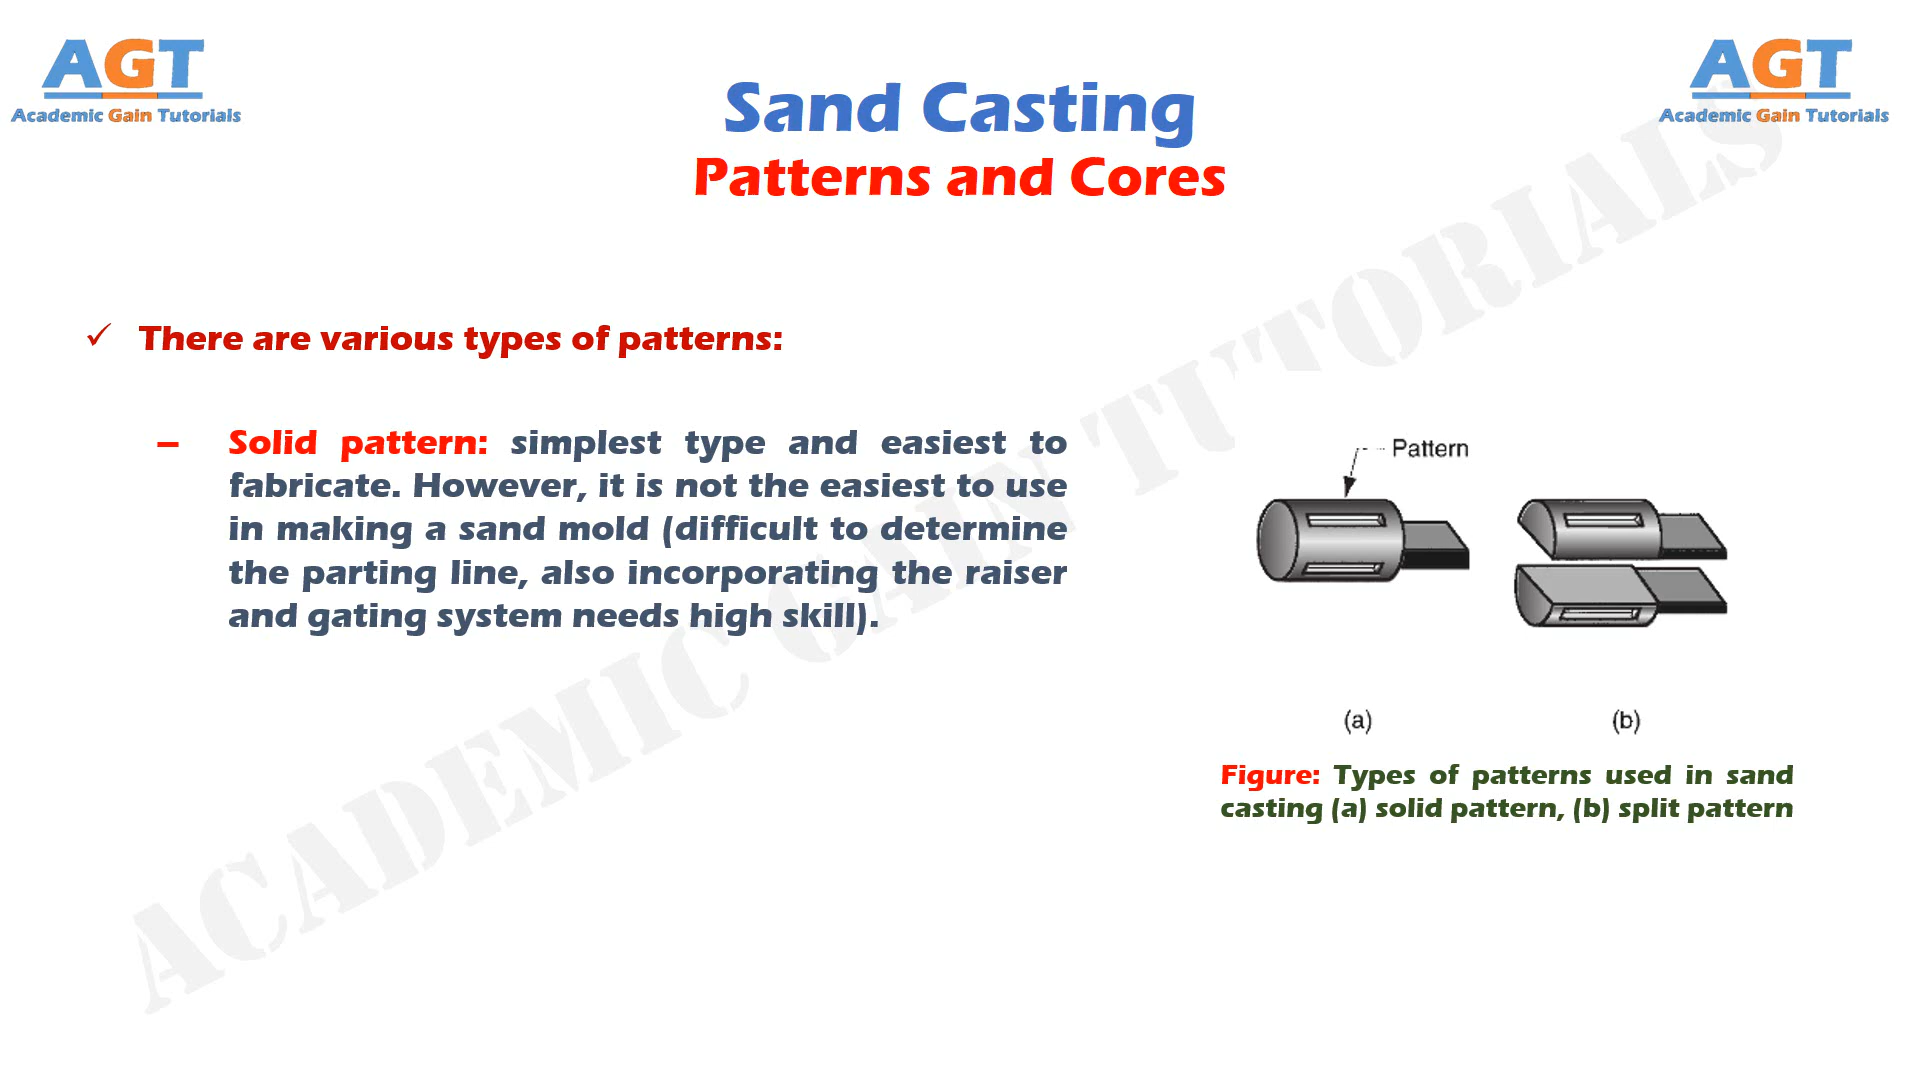 AGT
Academic Gain Tutorials
AGT
Academic Gain Tutorials
Sand Casting
Patterns and Cores
✓ There are various types of patterns:
– Solid pattern: simplest type and easiest to
fabricate. However, it is not the easiest to use
in making a sand mold (difficult to determine
the parting line, also incorporating the raiser
and gating system needs high skill).
Pattern
(a)
(b)
Figure: Types of patterns used in sand
casting (a) solid pattern, (b) split pattern
ACADEMIC GAIN TUTORIALS